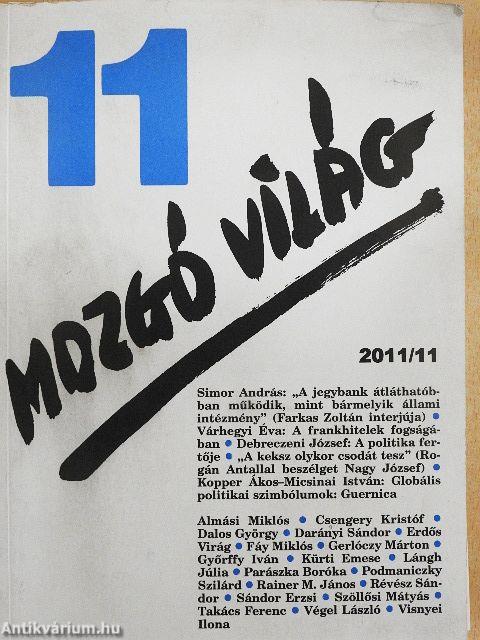 11
MOZGÓ VILÁG
2011/11
Simor András: „A jegybank átláthatób-
ban működik, mint bármelyik állami
intézmény” (Farkas Zoltán interjúja) •
Várhegyi Éva: A frankhitelek fogságá-
ban • Debreczeni József: A politika fer-
tője • „A keksz olykor csodát tesz” (Ro-
gán Antallal beszélget Nagy József) •
Kopper Ákos–Micsinai István: Globális
politikai szimbólumok: Guernica
Almási Miklós • Csengery Kristóf •
Dalos György • Darányi Sándor • Erdős
Virág • Fáy Miklós • Gerlóczy Márton •
Győrffy Iván • Kürti Emese • Lángh
Júlia • Parászka Boróka • Podmaniczky
Szilárd • Rainer M. János • Révész Sán-
dor • Sándor Erzsi • Szöllősi Mátyás •
Takács Ferenc • Végel László • Visnyei
Ilona
Antikvárium.hu